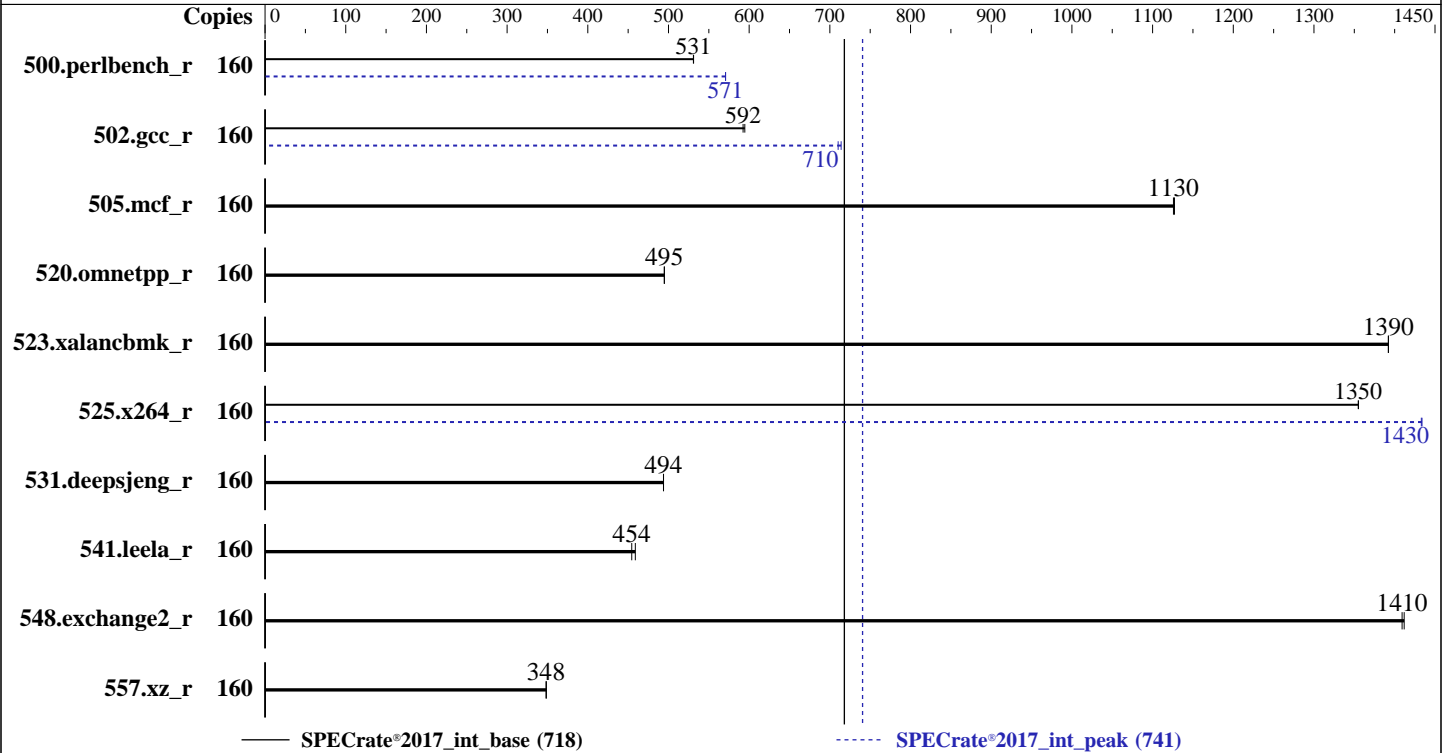 Copies 0 100 200 300 400 500 600 700 800 900 1000 1100 1200 1300 1450
500.perlbench_r 160 531
571
502.gcc_r 160 592
710
505.mcf_r 160 1130
520.omnetpp_r 160 495
523.xalancbmk_r 160 1390
525.x264_r 160 1350
1430
531.deepsjeng_r 160 494
541.leela_r 160 454
548.exchange2_r 160 1410
557.xz_r 160 348
SPECrate®2017_int_base (718) SPECrate®2017_int_peak (741)